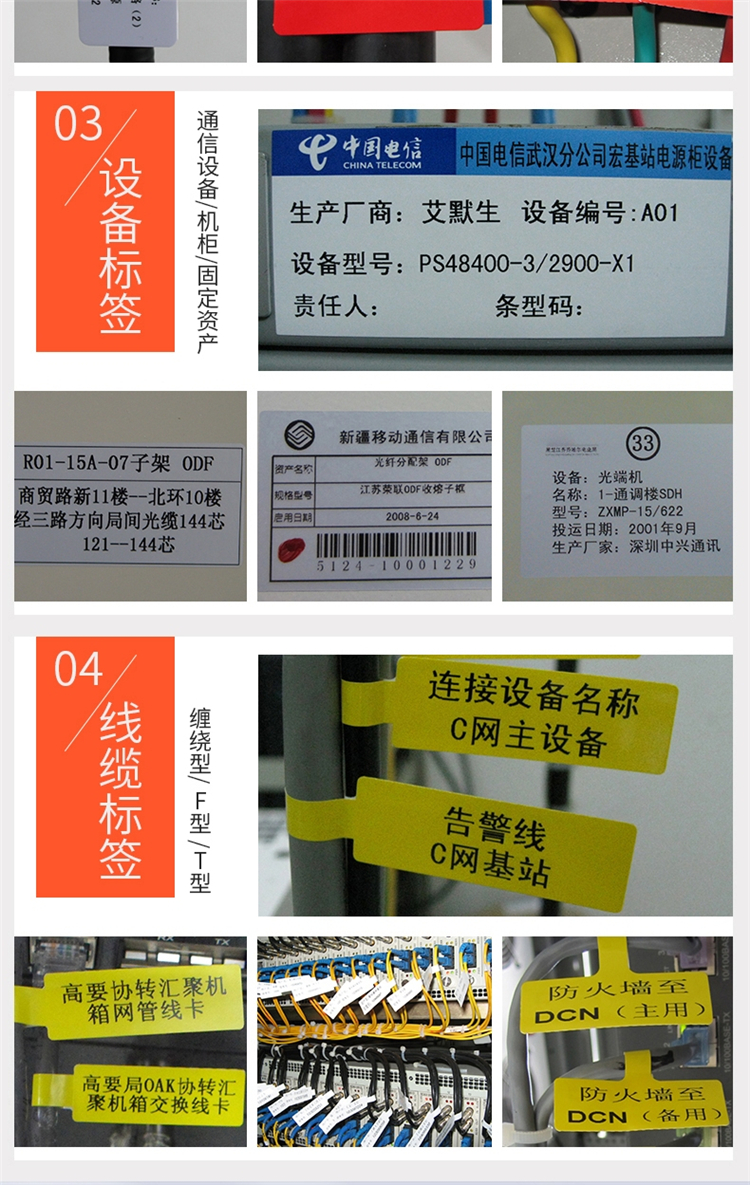 (2)
2
03
设备标签
通信设备/机柜/固定资产
中国电信
CHINA TELECOM
中国电信武汉分公司宏基站电源柜设备
生产厂商：艾默生 设备编号:A01
设备型号：PS48400-3/2900-X1
责任人：
条型码：
R01-15A-07子架 ODF
商贸路新11楼--北环10楼
经三路方向局间光缆144芯
121--144芯
新疆移动通信有限公司
资产名称 光纤分配架 ODF
规格型号 江苏荣联ODF收熔子框
启用日期 2008-6-24
5124-10001229
33
设备：光端机
名称：1-通调楼SDH
型号：ZXMP-15/622
投运日期：2001年9月
生产厂家：深圳中兴通讯
04
线缆标签
缠绕型/F型/T型
连接设备名称
C网主设备
告警线
C网基站
RX
TX
高要协转汇聚机
箱网管线卡
高要局OAK协转汇
聚机箱交换线卡
防火墙至
DCN（主用）
防火墙至
DCN（备用）
10/100BASE-TX